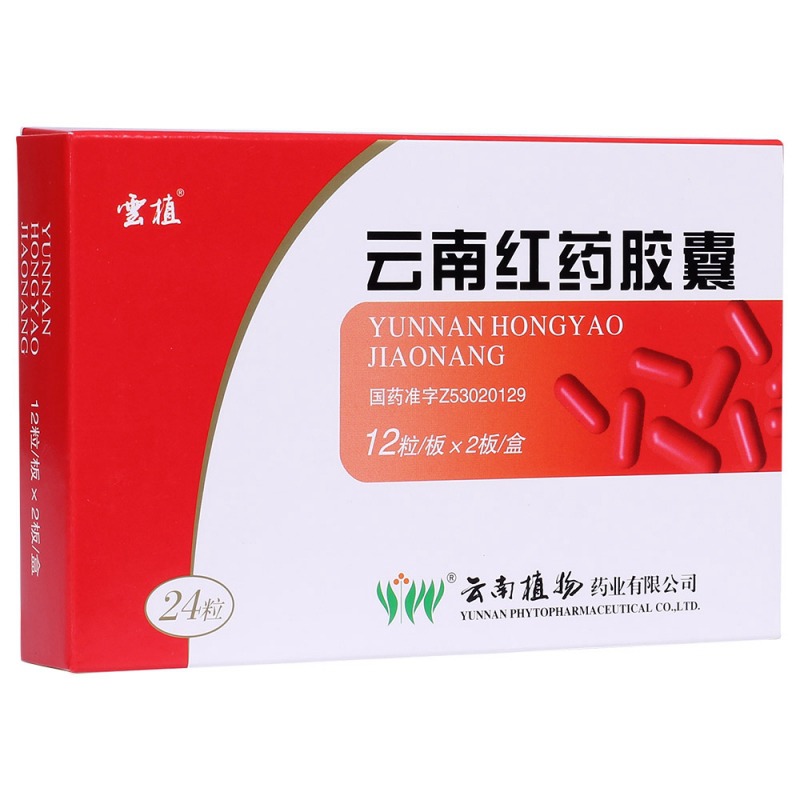 YUNNAN
HONGYAO
JIAONANG
12粒/板 x 2板/盒
雲植®
24粒
云南红药胶囊
YUNNAN HONGYAO
JIAONANG
国药准字Z53020129
12粒/板×2板/盒
® 云南植物药业有限公司
YUNNAN PHYTOPHARMACEUTICAL CO.,LTD.